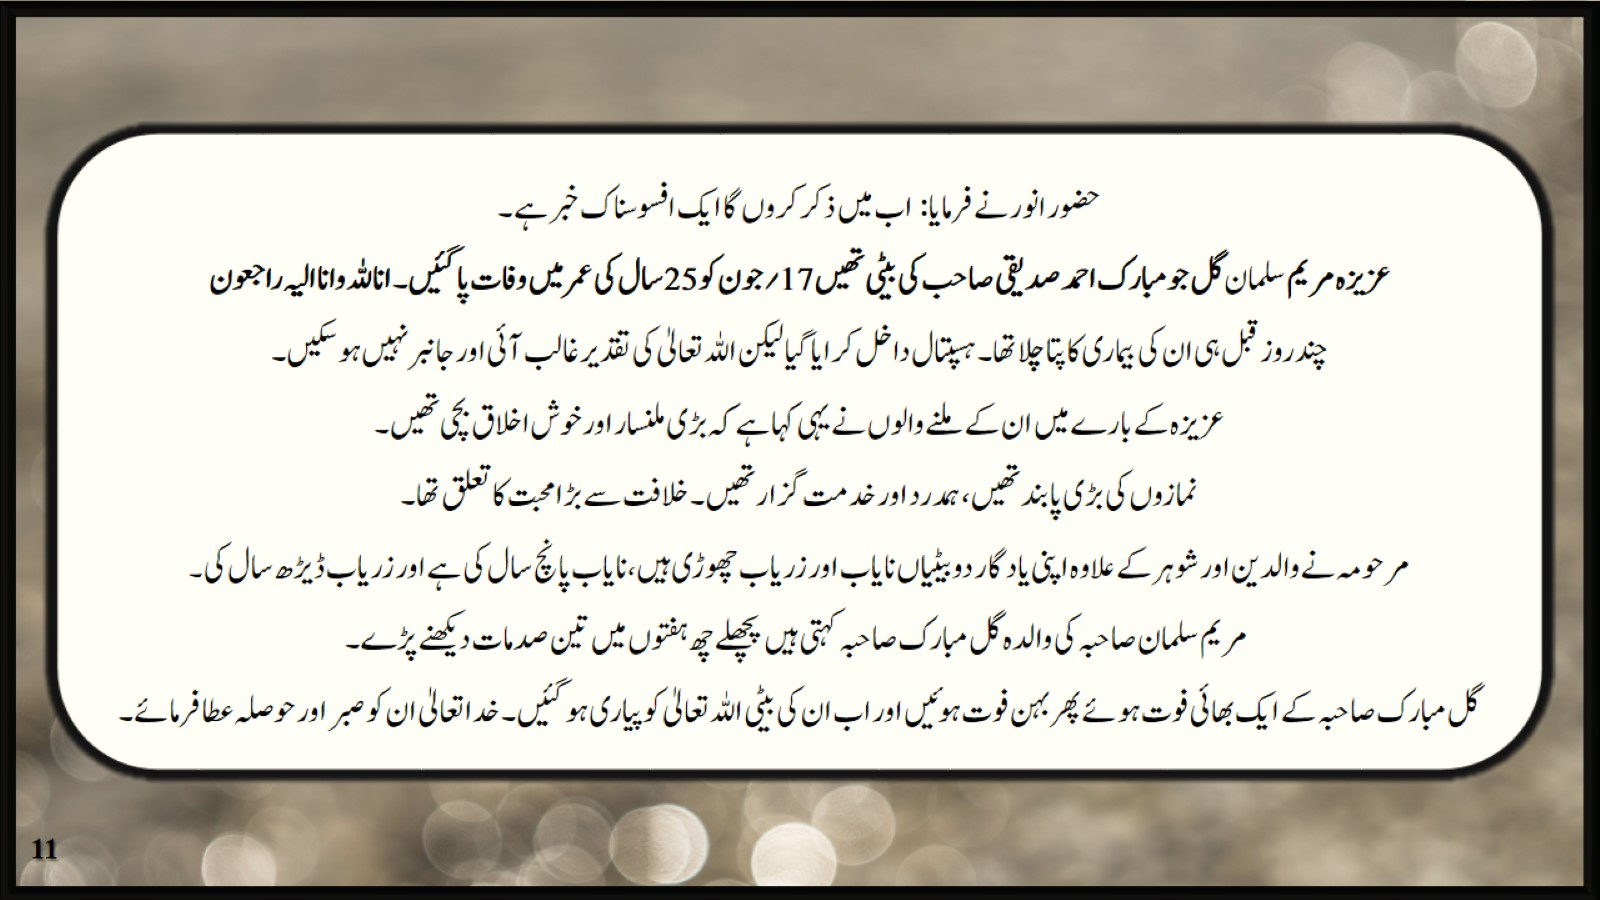 حضور انور نے فرمایا: اب میں ذکر کروں گا ایک افسوسناک خبر ہے۔
عزیزہ مریم سلمان گل جو مبارک احمد صدیقی صاحب کی بیٹی تھیں 17؍جون کو 25 سال کی عمر میں وفات پا گئیں۔ اناللہ وانا الیہ راجعون
چند روز قبل ہی ان کی بیماری کا پتا چلا تھا۔ ہسپتال داخل کرایا گیا لیکن اللہ تعالیٰ کی تقدیر غالب آئی اور جانبر نہیں ہو سکیں۔
عزیزہ کے بارے میں ان کے ملنے والوں نے یہی کہا ہے کہ بڑی ملنسار اور خوش اخلاق بچی تھیں۔
نمازوں کی بڑی پابند تھیں، ہمدرد اور خدمت گزار تھیں۔ خلافت سے بڑا محبت کا تعلق تھا۔
مرحومہ نے والدین اور شوہر کے علاوہ اپنی یادگار دو بیٹیاں نایاب اور زریاب چھوڑی ہیں، نایاب پانچ سال کی ہے اور زریاب ڈیڑھ سال کی۔
مریم سلمان صاحبہ کی والدہ گل مبارک صاحبہ کہتی ہیں پچھلے چھ ہفتوں میں تین صدمات دیکھنے پڑے۔
گل مبارک صاحبہ کے ایک بھائی فوت ہوئے پھر بہن فوت ہوئیں اور اب ان کی بیٹی اللہ تعالیٰ کو پیاری ہو گئیں۔ خدا تعالیٰ ان کو صبر اور حوصلہ عطا فرمائے۔
11